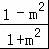 1 - m²
1+m²